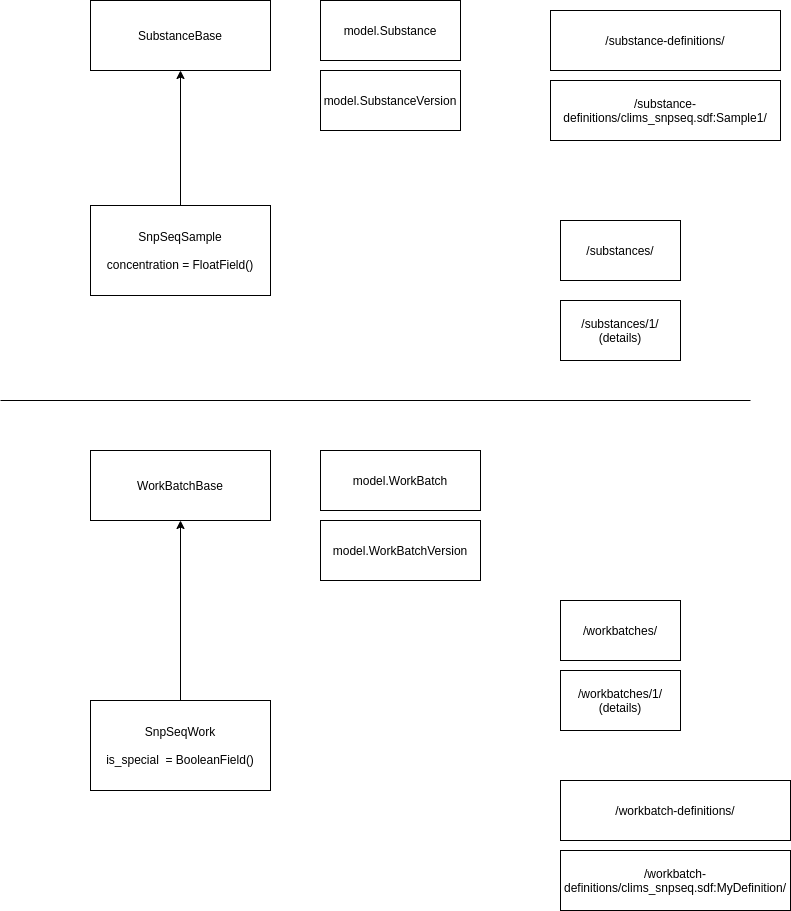 SubstanceBase
model.Substance
/substance-definitions/
model.SubstanceVersion
/substance-
definitions/clims_snpseq.sdf:Sample1/
SnpSeqSample
concentration = FloatField()
/substances/
/substances/1/
(details)
WorkBatchBase
model.WorkBatch
model.WorkBatchVersion
/workbatches/
/workbatches/1/
(details)
SnpSeqWork
is_special  = BooleanField()
/workbatch-definitions/
/workbatch-
definitions/clims_snpseq.sdf:MyDefinition/